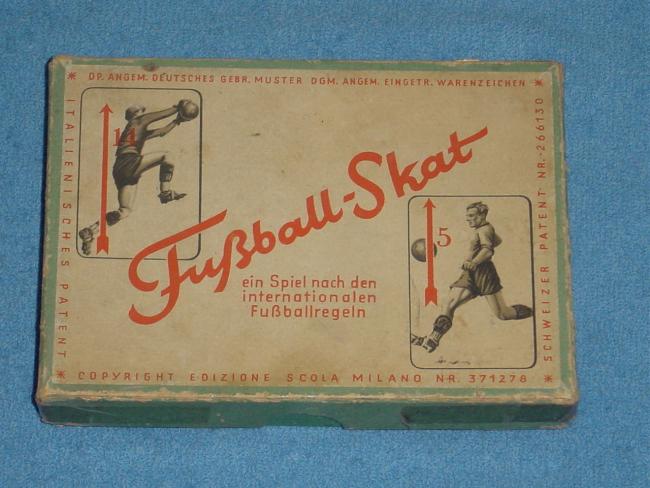 * DP. ANGEM. DEUTSCHES GEBR. MUSTER DGM. ANGEM. EINGETR. WARENZEICHEN *
ITALIENISCHES PATENT
11
Fußball-Skat
5
ein Spiel nach den
internationalen
Fußballregeln
SCHWEIZER PATENT NR.-266130
* COPYRIGHT EDIZIONE SCOLA MILANO NR. 371278 *